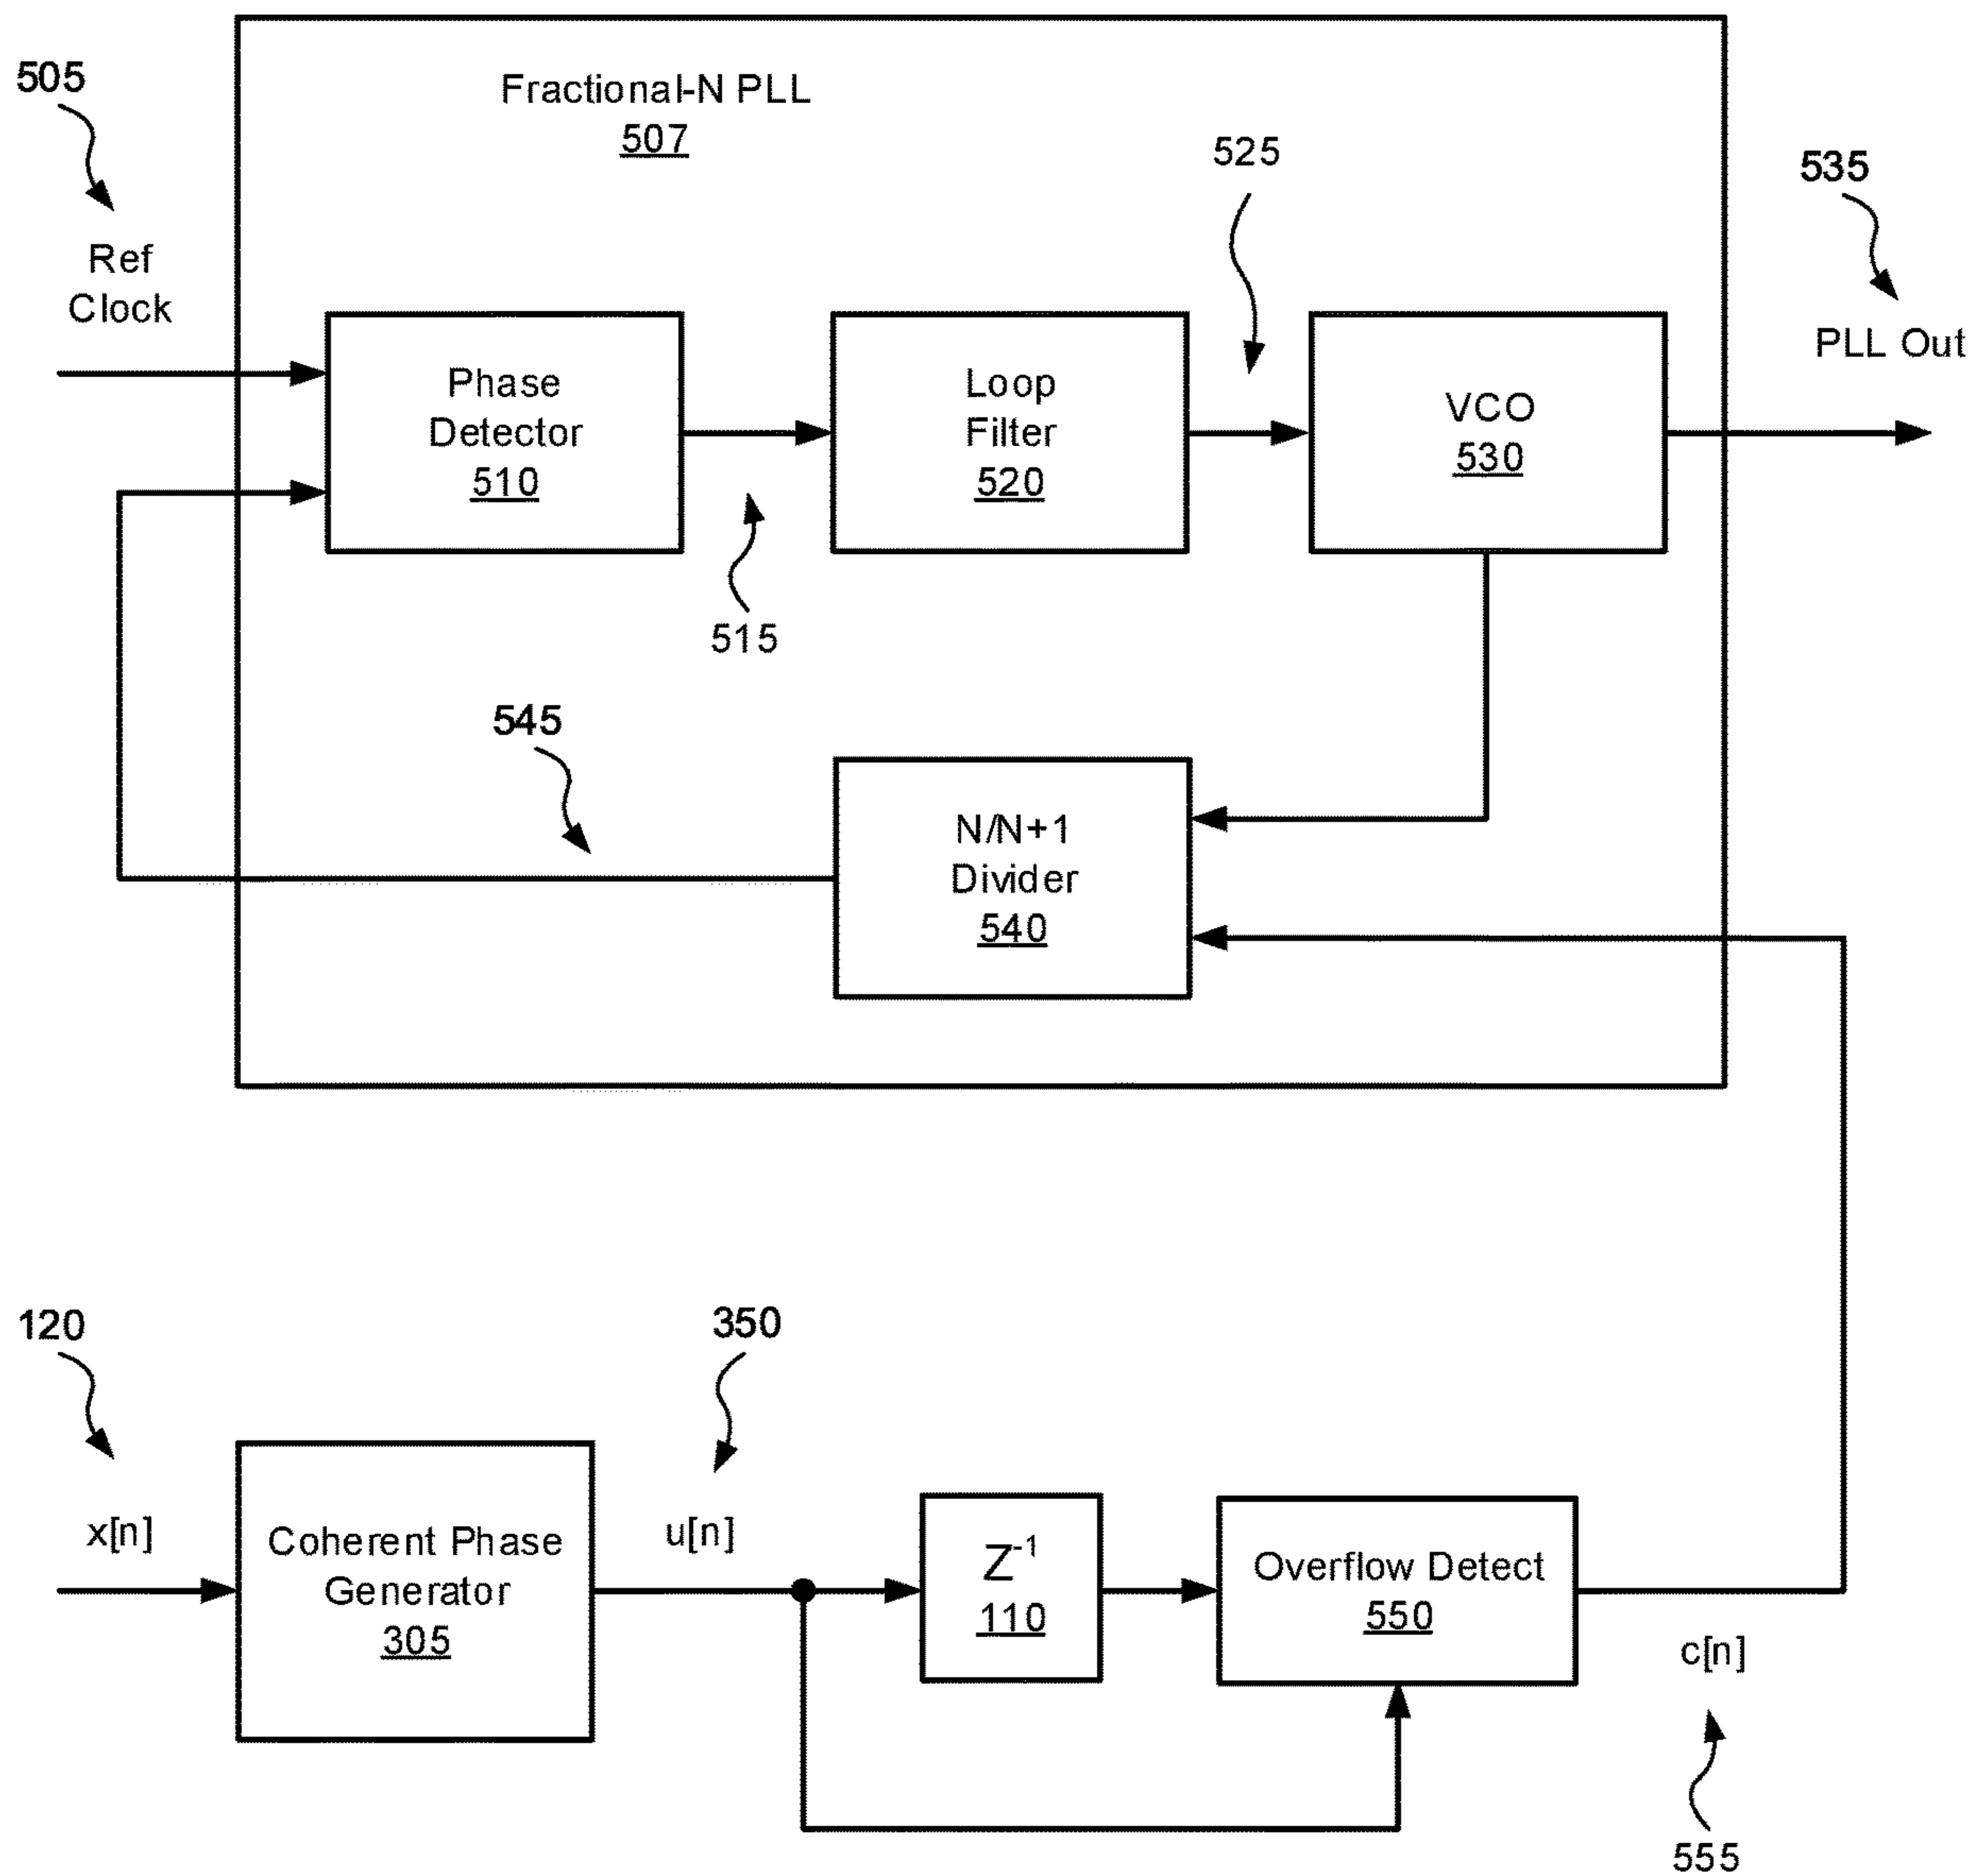 505
Fractional-N PLL
507
525
535
Ref
Clock
PLL Out
Phase
Detector
510
Loop
Filter
520
VCO
530
515
545
N/N+1
Divider
540
120
350
x[n]
Coherent Phase
Generator
305
u[n]
Z⁻¹
110
Overflow Detect
550
c[n]
555